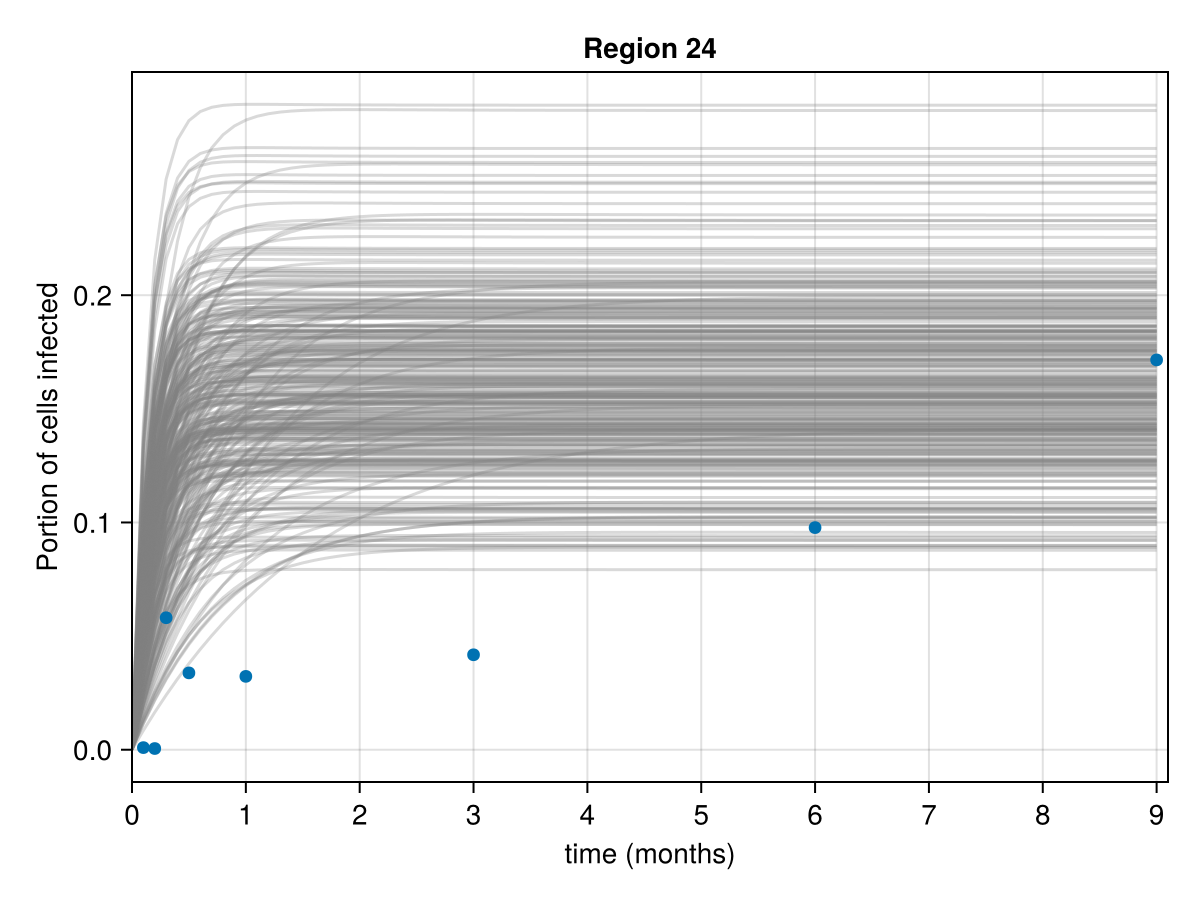 Region 24
Portion of cells infected
0.2
0.1
0.0
0 1 2 3 4 5 6 7 8 9
time (months)